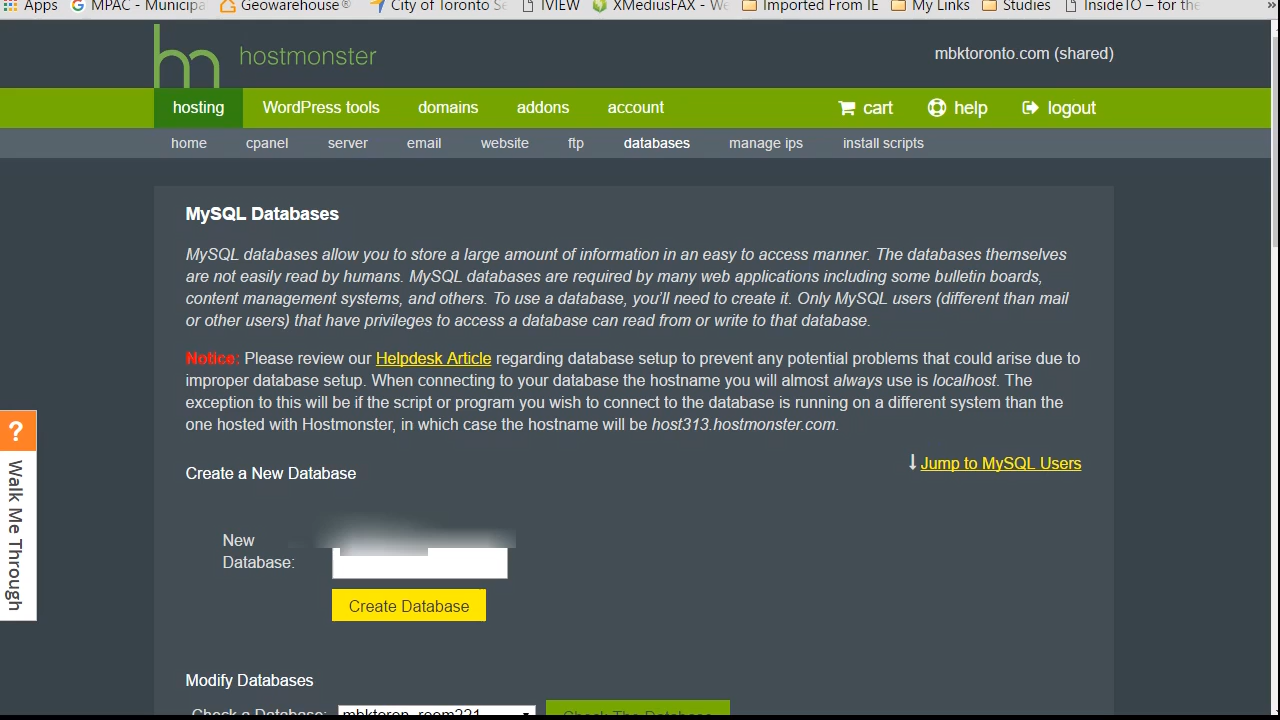 Apps MPAC - Municipa Geowarehouse® City of Toronto Se IVIEW XMediusFAX - We Imported From IE My Links Studies InsideTO – for the »
hm hostmonster mbktoronto.com (shared)
hosting WordPress tools domains addons account cart help logout
home cpanel server email website ftp databases manage ips install scripts
MySQL Databases
MySQL databases allow you to store a large amount of information in an easy to access manner. The databases themselves
are not easily read by humans. MySQL databases are required by many web applications including some bulletin boards,
content management systems, and others. To use a database, you'll need to create it. Only MySQL users (different than mail
or other users) that have privileges to access a database can read from or write to that database.
Notice: Please review our Helpdesk Article regarding database setup to prevent any potential problems that could arise due to
improper database setup. When connecting to your database the hostname you will almost always use is localhost. The
exception to this will be if the script or program you wish to connect to the database is running on a different system than the
one hosted with Hostmonster, in which case the hostname will be host313.hostmonster.com.
Jump to MySQL Users
Create a New Database
New
Database:
Create Database
Modify Databases
Check a Database: mbktoron_room221 Check The Database
? Walk Me Through